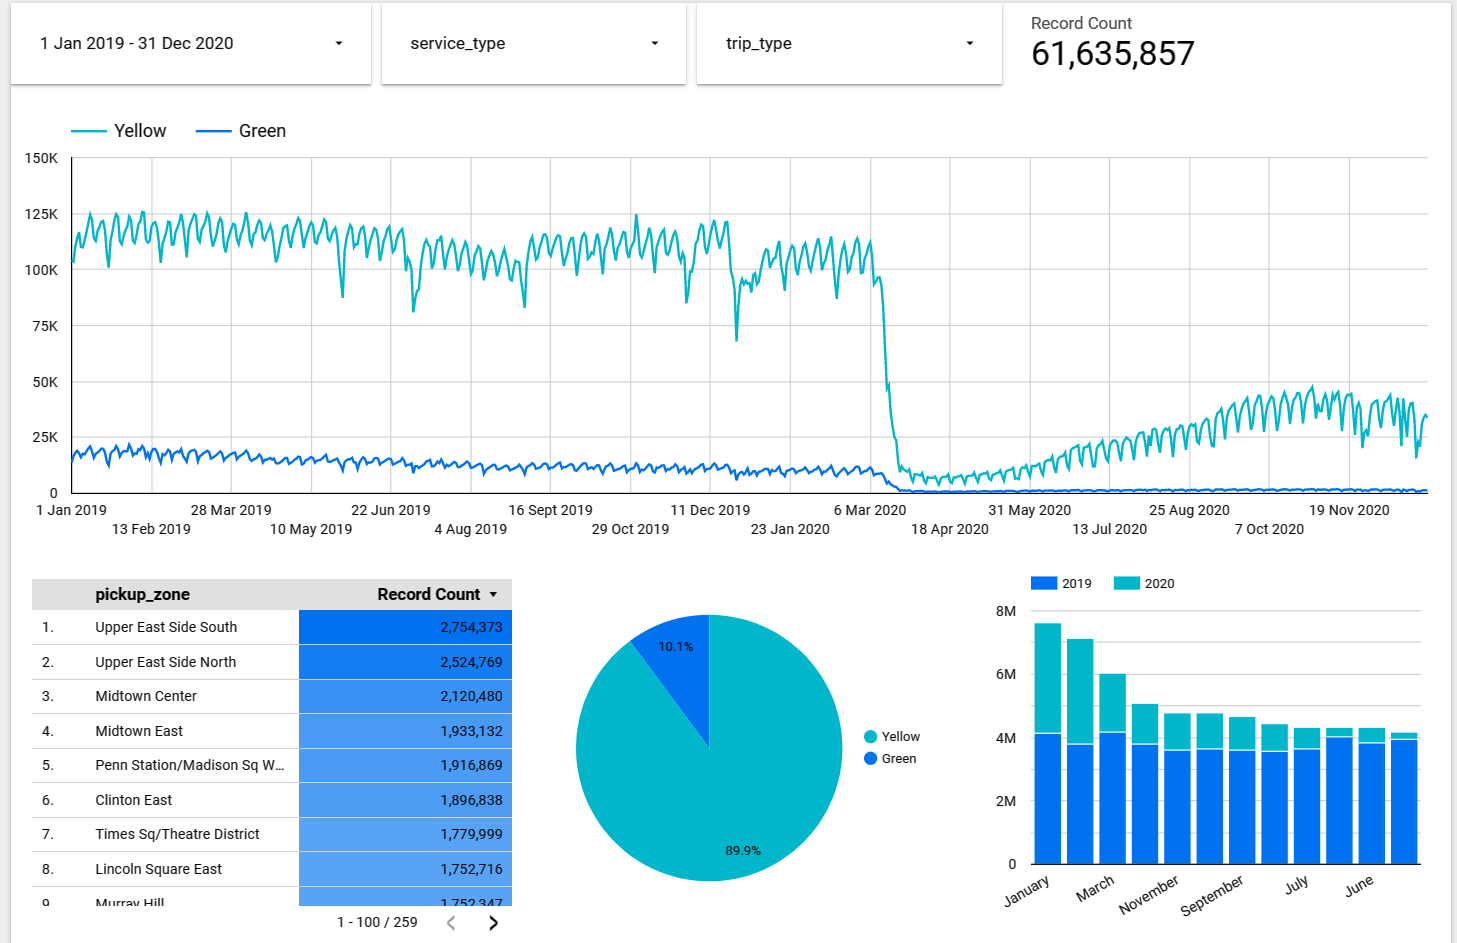 1 Jan 2019 - 31 Dec 2020
service_type
trip_type
Record Count
61,635,857
Yellow
Green
150K
125K
100K
75K
50K
25K
0
1 Jan 2019
13 Feb 2019
28 Mar 2019
10 May 2019
22 Jun 2019
4 Aug 2019
16 Sept 2019
29 Oct 2019
11 Dec 2019
23 Jan 2020
6 Mar 2020
18 Apr 2020
31 May 2020
13 Jul 2020
25 Aug 2020
7 Oct 2020
19 Nov 2020
pickup_zone Record Count
1. Upper East Side South 2,754,373
2. Upper East Side North 2,524,769
3. Midtown Center 2,120,480
4. Midtown East 1,933,132
5. Penn Station/Madison Sq W... 1,916,869
6. Clinton East 1,896,838
7. Times Sq/Theatre District 1,779,999
8. Lincoln Square East 1,752,716
9. Murray Hill 1,752,347
1 - 100 / 259
10.1%
89.9%
Yellow
Green
2019
2020
8M
6M
4M
2M
0
January
March
November
September
July
June